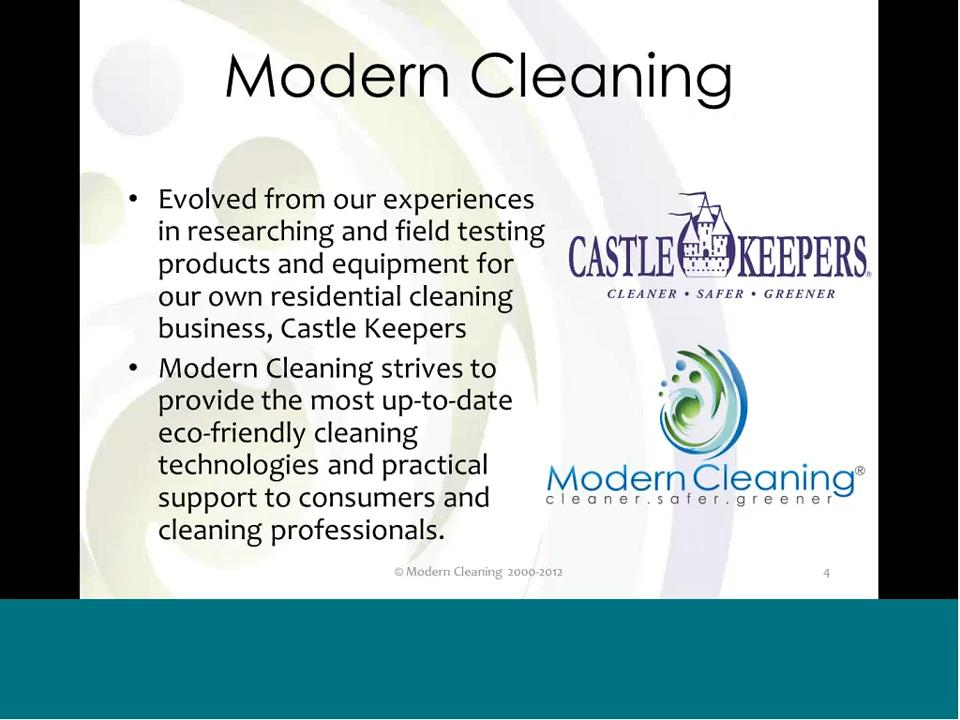 Modern Cleaning
• Evolved from our experiences
in researching and field testing
products and equipment for
our own residential cleaning
business, Castle Keepers
• Modern Cleaning strives to
provide the most up-to-date
eco-friendly cleaning
technologies and practical
support to consumers and
cleaning professionals.
CASTLE KEEPERS®
CLEANER • SAFER • GREENER
Modern Cleaning®
cleaner.safer.greener
© Modern Cleaning 2000-2012
4